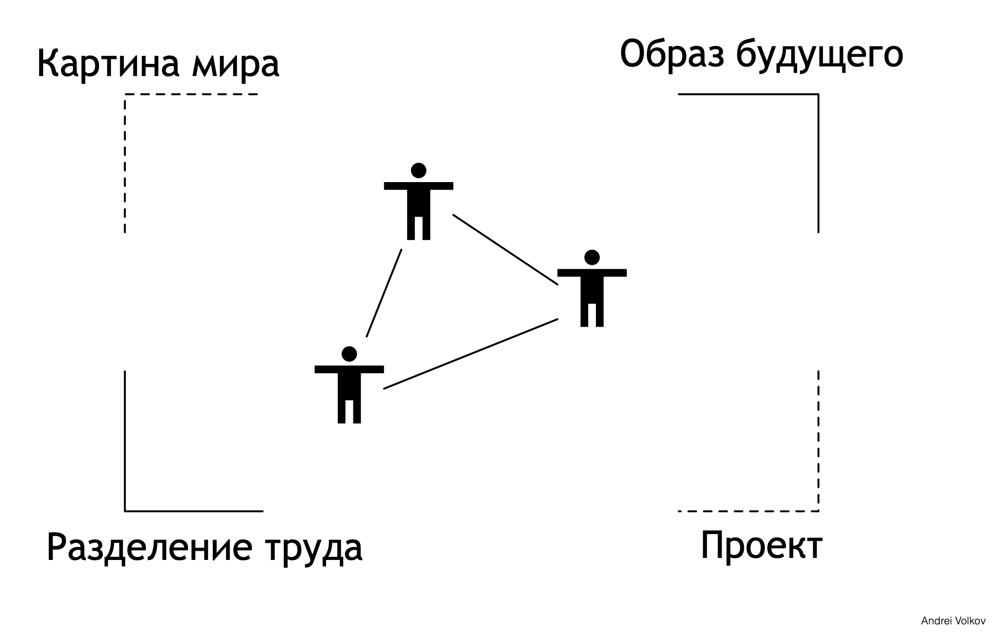 Картина мира
Образ будущего
Разделение труда
Проект
Andrei Volkov